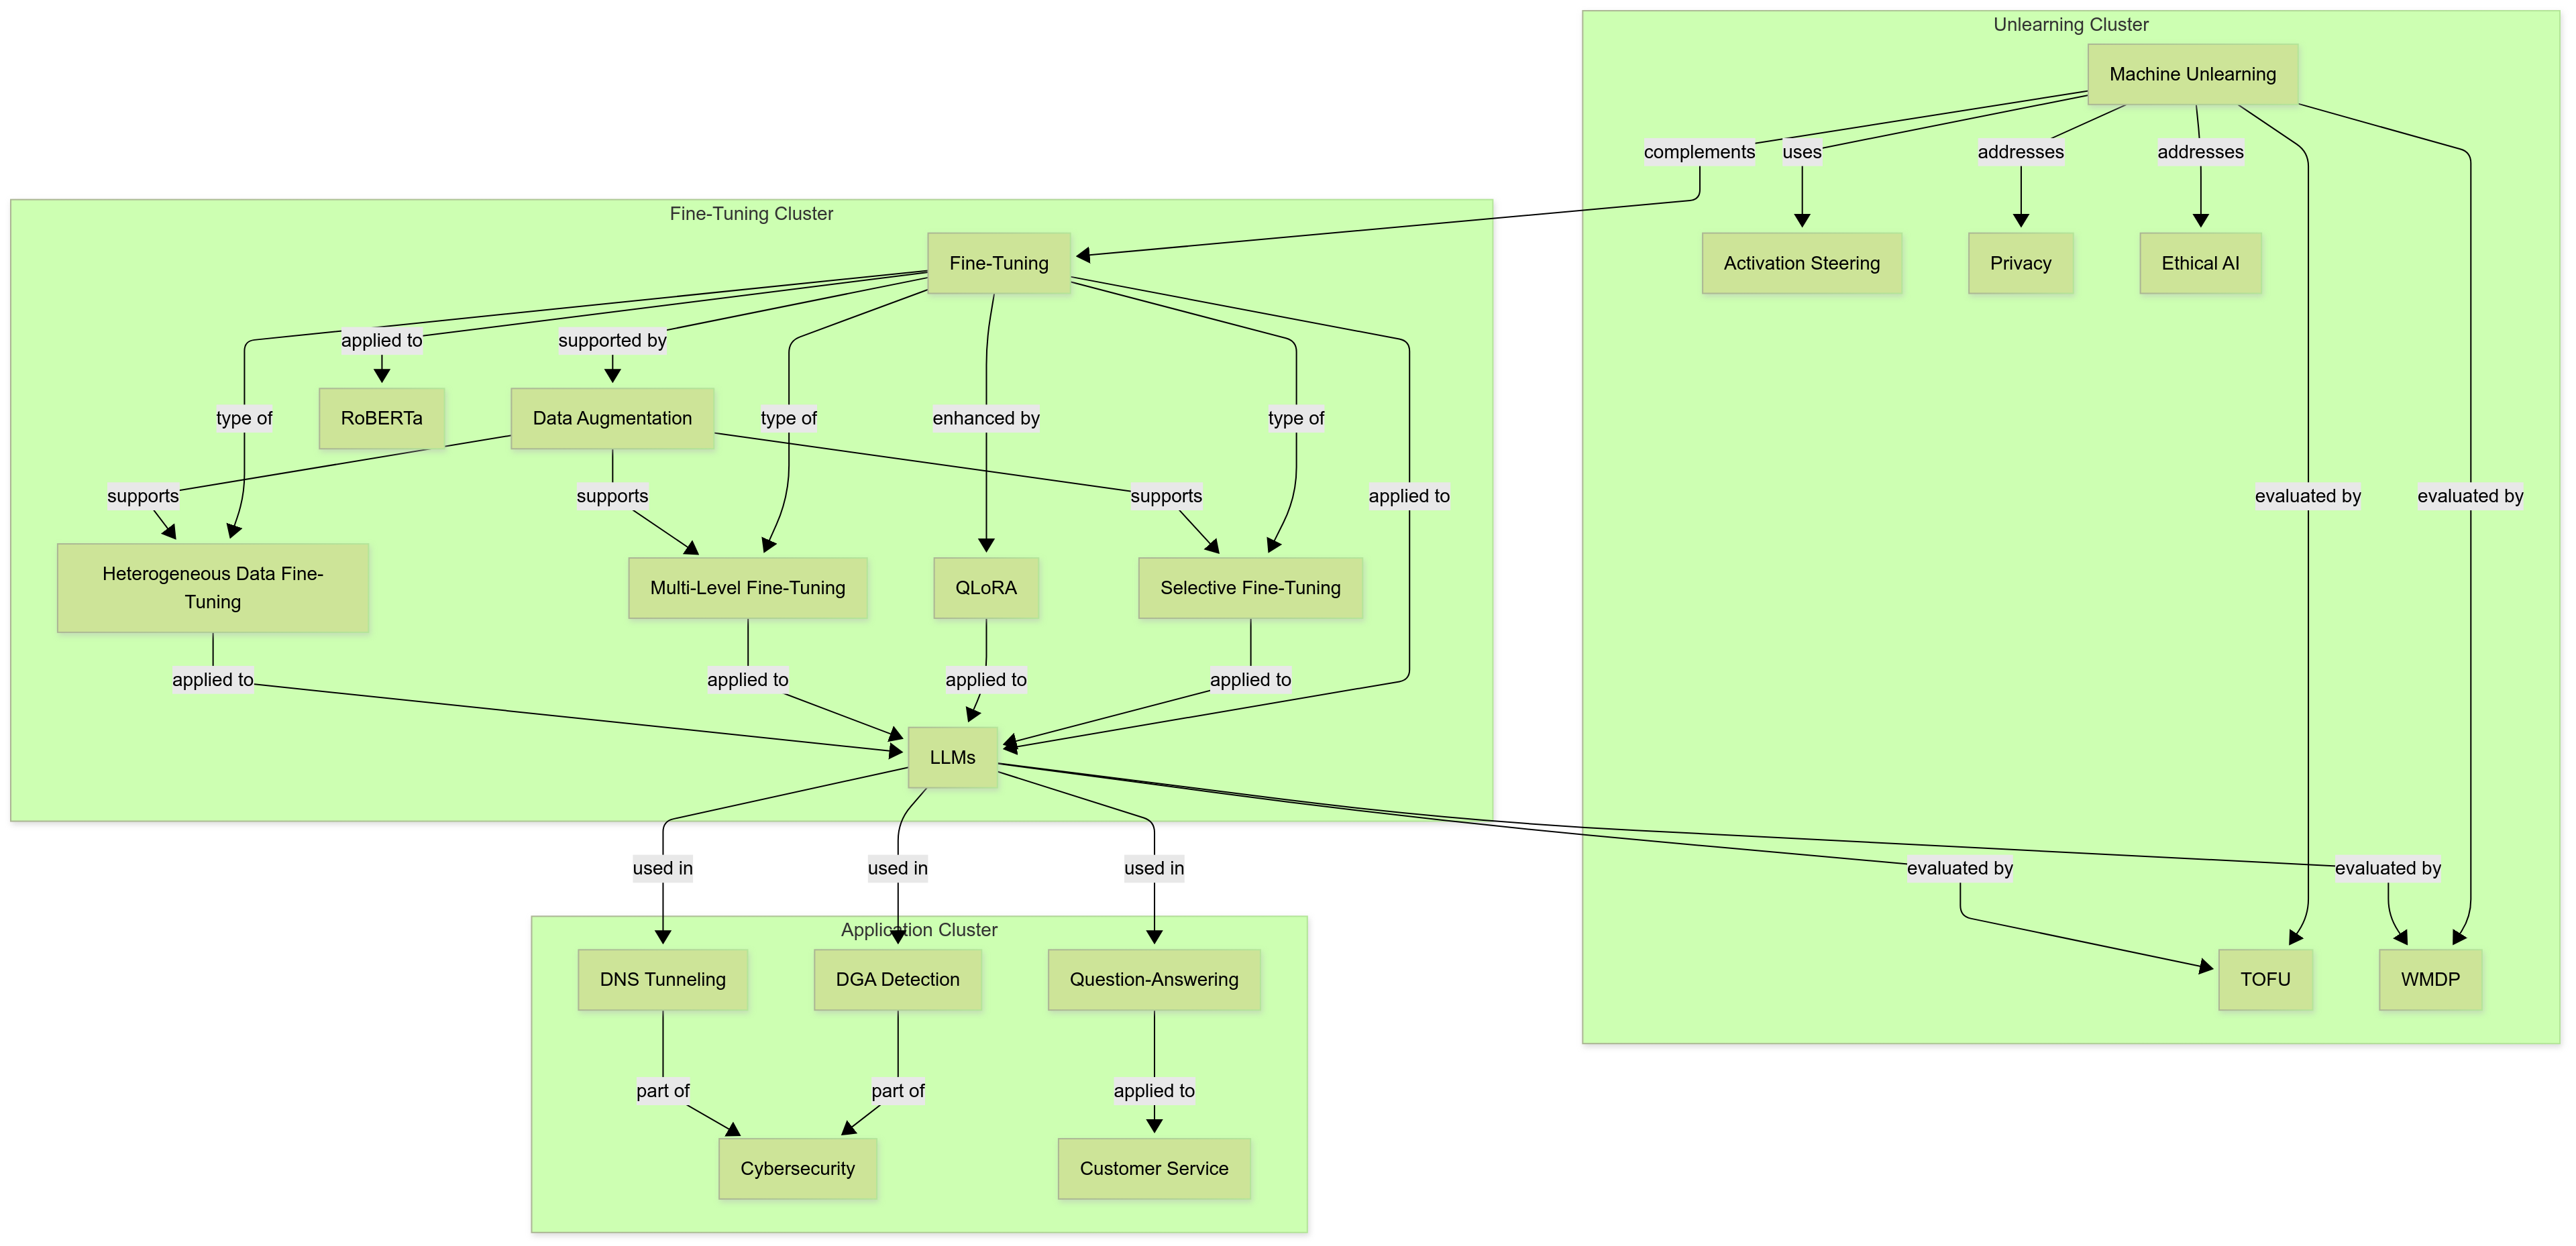 Unlearning Cluster
Machine Unlearning
complements
uses
addresses
addresses
Activation Steering
Privacy
Ethical AI
evaluated by
evaluated by
Fine-Tuning Cluster
Fine-Tuning
applied to
supported by
RoBERTa
Data Augmentation
type of
type of
enhanced by
type of
supports
supports
supports
applied to
Heterogeneous Data Fine-
Tuning
Multi-Level Fine-Tuning
QLoRA
Selective Fine-Tuning
applied to
applied to
applied to
applied to
LLMs
used in
used in
used in
evaluated by
evaluated by
Application Cluster
DNS Tunneling
DGA Detection
Question-Answering
TOFU
WMDP
part of
part of
applied to
Cybersecurity
Customer Service